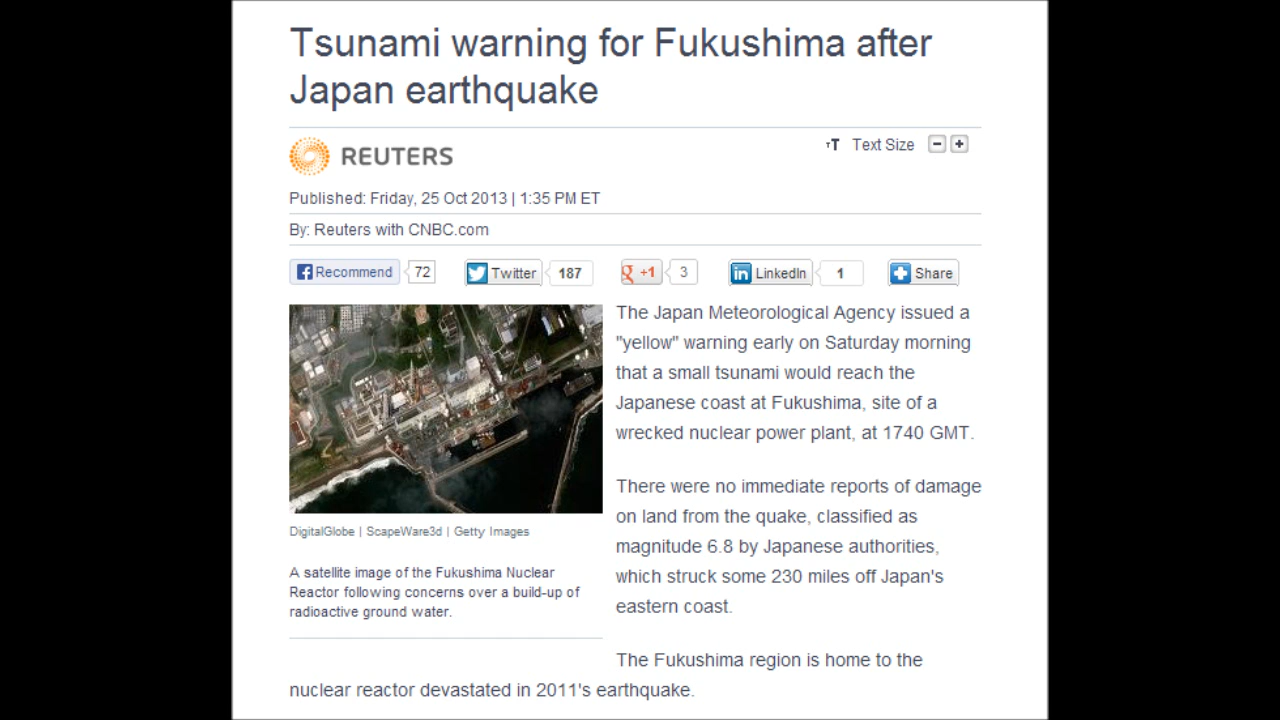 Tsunami warning for Fukushima after
Japan earthquake
REUTERS
TT Text Size - +
Published: Friday, 25 Oct 2013 | 1:35 PM ET
By: Reuters with CNBC.com
Recommend 72 Twitter 187 g +1 3 in LinkedIn 1 Share
The Japan Meteorological Agency issued a
"yellow" warning early on Saturday morning
that a small tsunami would reach the
Japanese coast at Fukushima, site of a
wrecked nuclear power plant, at 1740 GMT.
DigitalGlobe | ScapeWare3d | Getty Images
A satellite image of the Fukushima Nuclear
Reactor following concerns over a build-up of
radioactive ground water.
There were no immediate reports of damage
on land from the quake, classified as
magnitude 6.8 by Japanese authorities,
which struck some 230 miles off Japan's
eastern coast.
The Fukushima region is home to the
nuclear reactor devastated in 2011's earthquake.